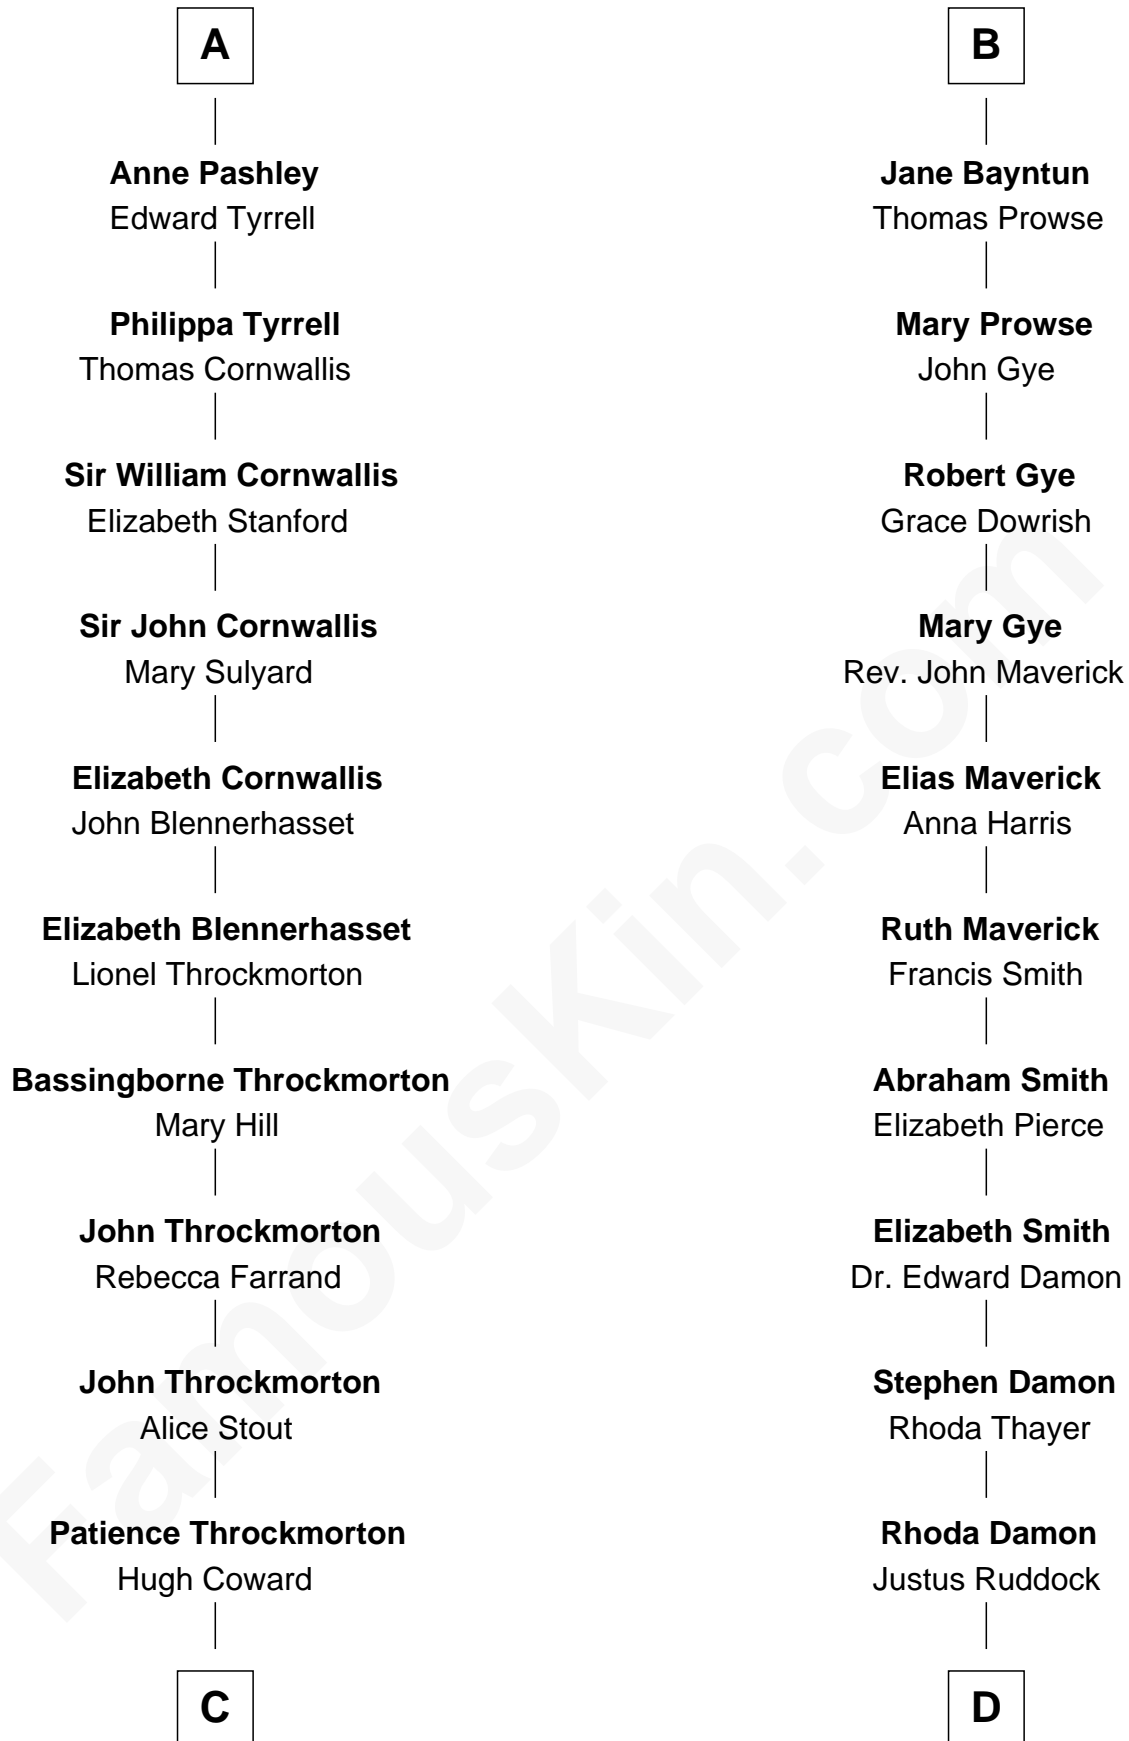 A
Anne Pashley
Edward Tyrrell
Philippa Tyrrell
Thomas Cornwallis
Sir William Cornwallis
Elizabeth Stanford
Sir John Cornwallis
Mary Sulyard
Elizabeth Cornwallis
John Blennerhasset
Elizabeth Blennerhasset
Lionel Throckmorton
Bassingborne Throckmorton
Mary Hill
John Throckmorton
Rebecca Farrand
John Throckmorton
Alice Stout
Patience Throckmorton
Hugh Coward
C
B
Jane Bayntun
Thomas Prowse
Mary Prowse
John Gye
Robert Gye
Grace Dowrish
Mary Gye
Rev. John Maverick
Elias Maverick
Anna Harris
Ruth Maverick
Francis Smith
Abraham Smith
Elizabeth Pierce
Elizabeth Smith
Dr. Edward Damon
Stephen Damon
Rhoda Thayer
Rhoda Damon
Justus Ruddock
D
FamousKin.com